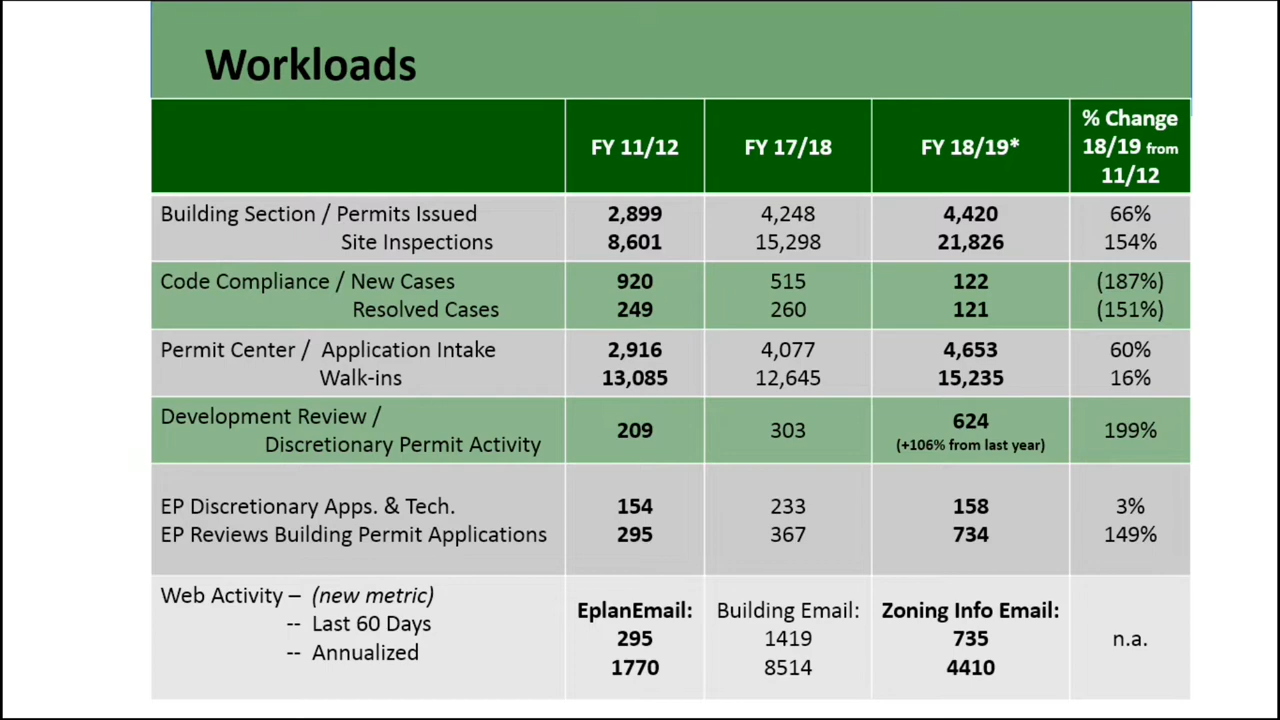 Workloads
FY 11/12 FY 17/18 FY 18/19* % Change 18/19 from 11/12
Building Section / Permits Issued 2,899 4,248 4,420 66%
Site Inspections 8,601 15,298 21,826 154%
Code Compliance / New Cases 920 515 122 (187%)
Resolved Cases 249 260 121 (151%)
Permit Center / Application Intake 2,916 4,077 4,653 60%
Walk-ins 13,085 12,645 15,235 16%
Development Review /
Discretionary Permit Activity 209 303 624 (+106% from last year) 199%
EP Discretionary Apps. & Tech. 154 233 158 3%
EP Reviews Building Permit Applications 295 367 734 149%
Web Activity – (new metric) EplanEmail: Building Email: Zoning Info Email:
-- Last 60 Days 295 1419 735 n.a.
-- Annualized 1770 8514 4410